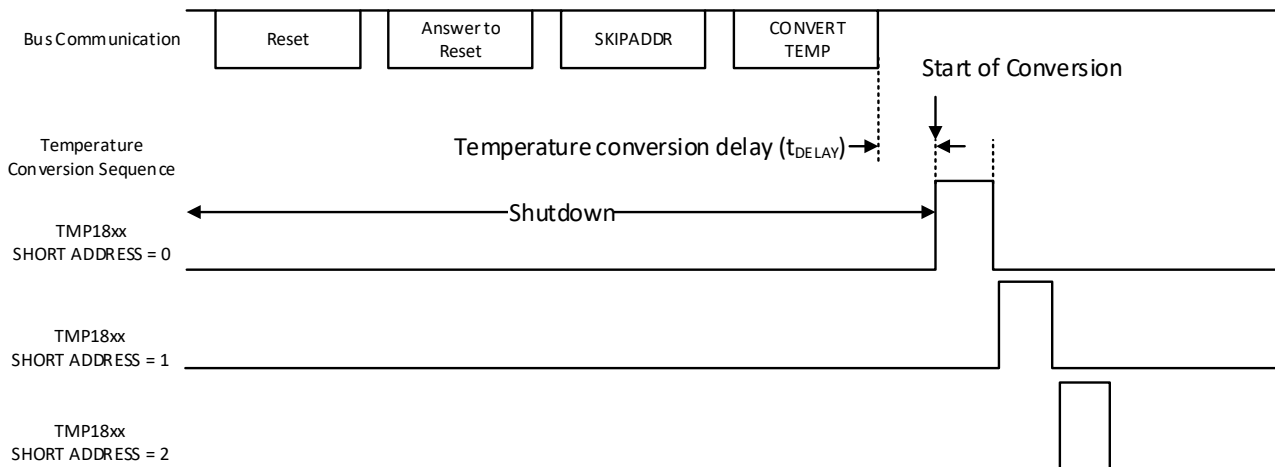 Bus Communication
Reset
Answer to
Reset
SKIPADDR
CONVERT
TEMP
Start of Conversion
Temperature
Conversion Sequence
Temperature conversion delay (tDELAY)
Shutdown
TMP18xx
SHORT ADDRESS = 0
TMP18xx
SHORT ADDRESS = 1
TMP18xx
SHORT ADDRESS = 2